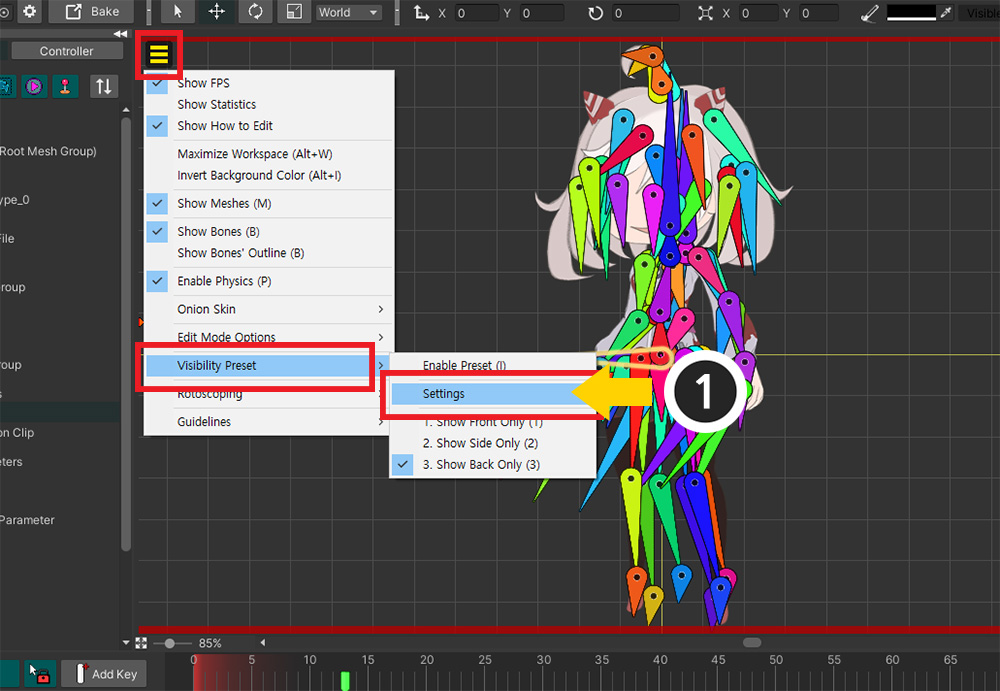 Bake
World
X 0 Y 0
0
X 0 Y 0
Visible
Controller
Show FPS
Show Statistics
Show How to Edit
Maximize Workspace (Alt+W)
Invert Background Color (Alt+I)
Show Meshes (M)
Show Bones (B)
Show Bones' Outline (B)
Enable Physics (P)
Onion Skin
Edit Mode Options
Visibility Preset
Rotoscoping
Guidelines
Enable Preset (I)
Settings
1. Show Front Only (1)
2. Show Side Only (2)
3. Show Back Only (3)
1
Root Mesh Group)
ype_0
File
Group
roup
on Clip
eters
Parameter
85%
Add Key
0 5 10 15 20 25 30 35 40 45 50 55 60 65